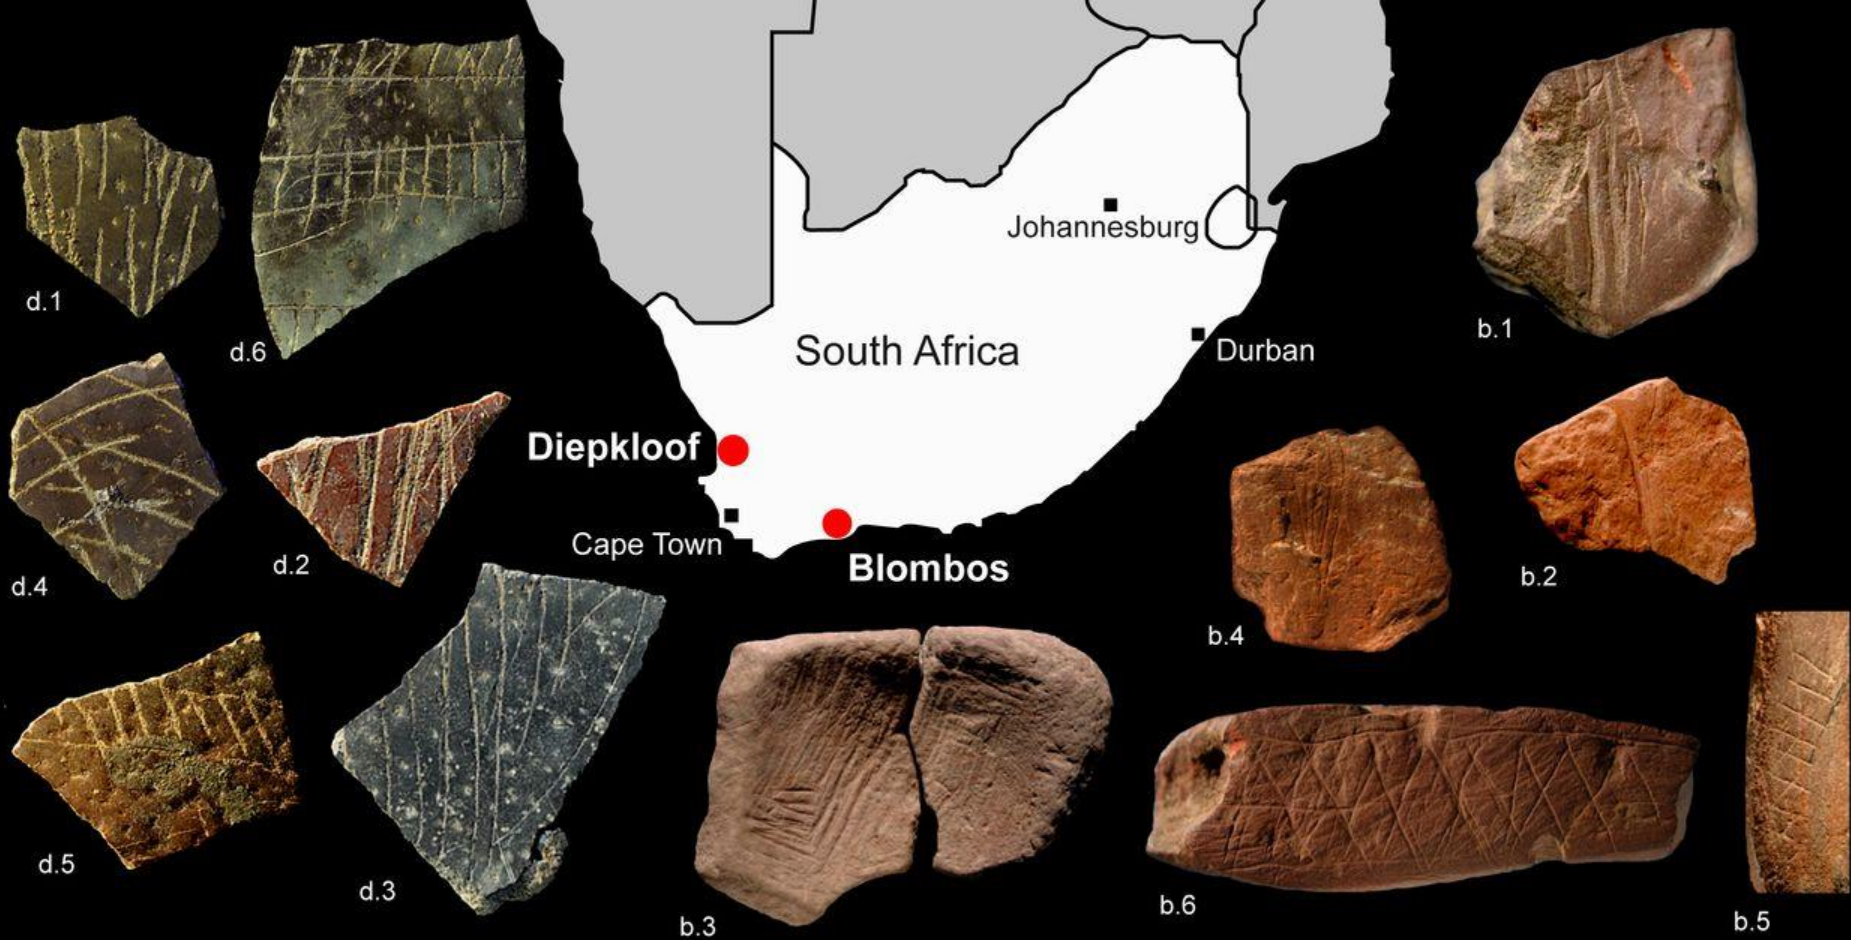 d.1
d.6
d.4
d.2
d.5
d.3
Johannesburg
South Africa
Durban
Diepkloof
Cape Town
Blombos
b.1
b.2
b.4
b.3
b.6
b.5